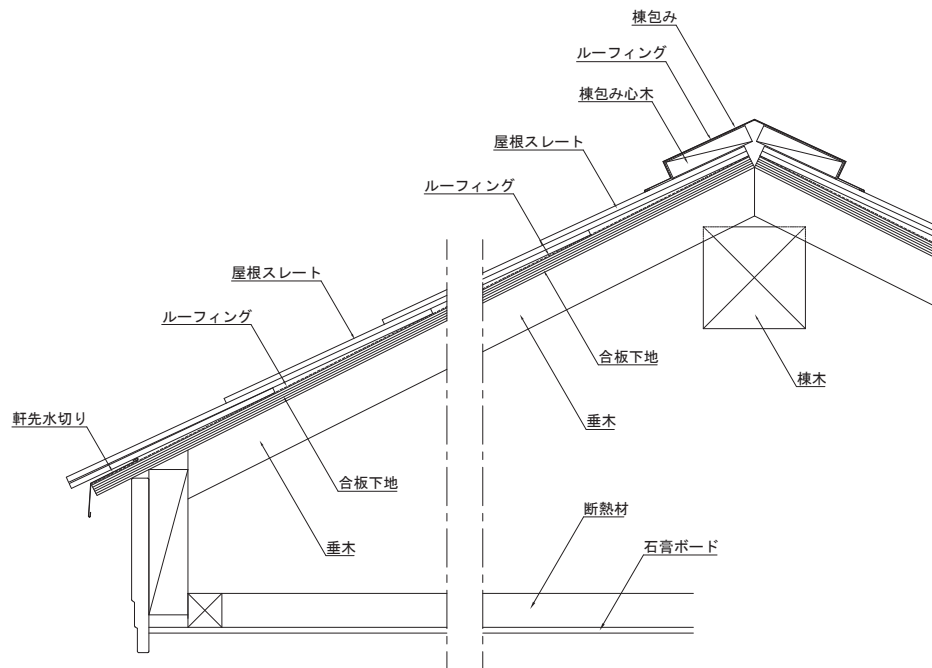 棟包み
ルーフィング
棟包み心木
屋根スレート
ルーフィング
屋根スレート
ルーフィング
合板下地
棟木
垂木
軒先水切り
合板下地
断熱材
垂木
石膏ボード